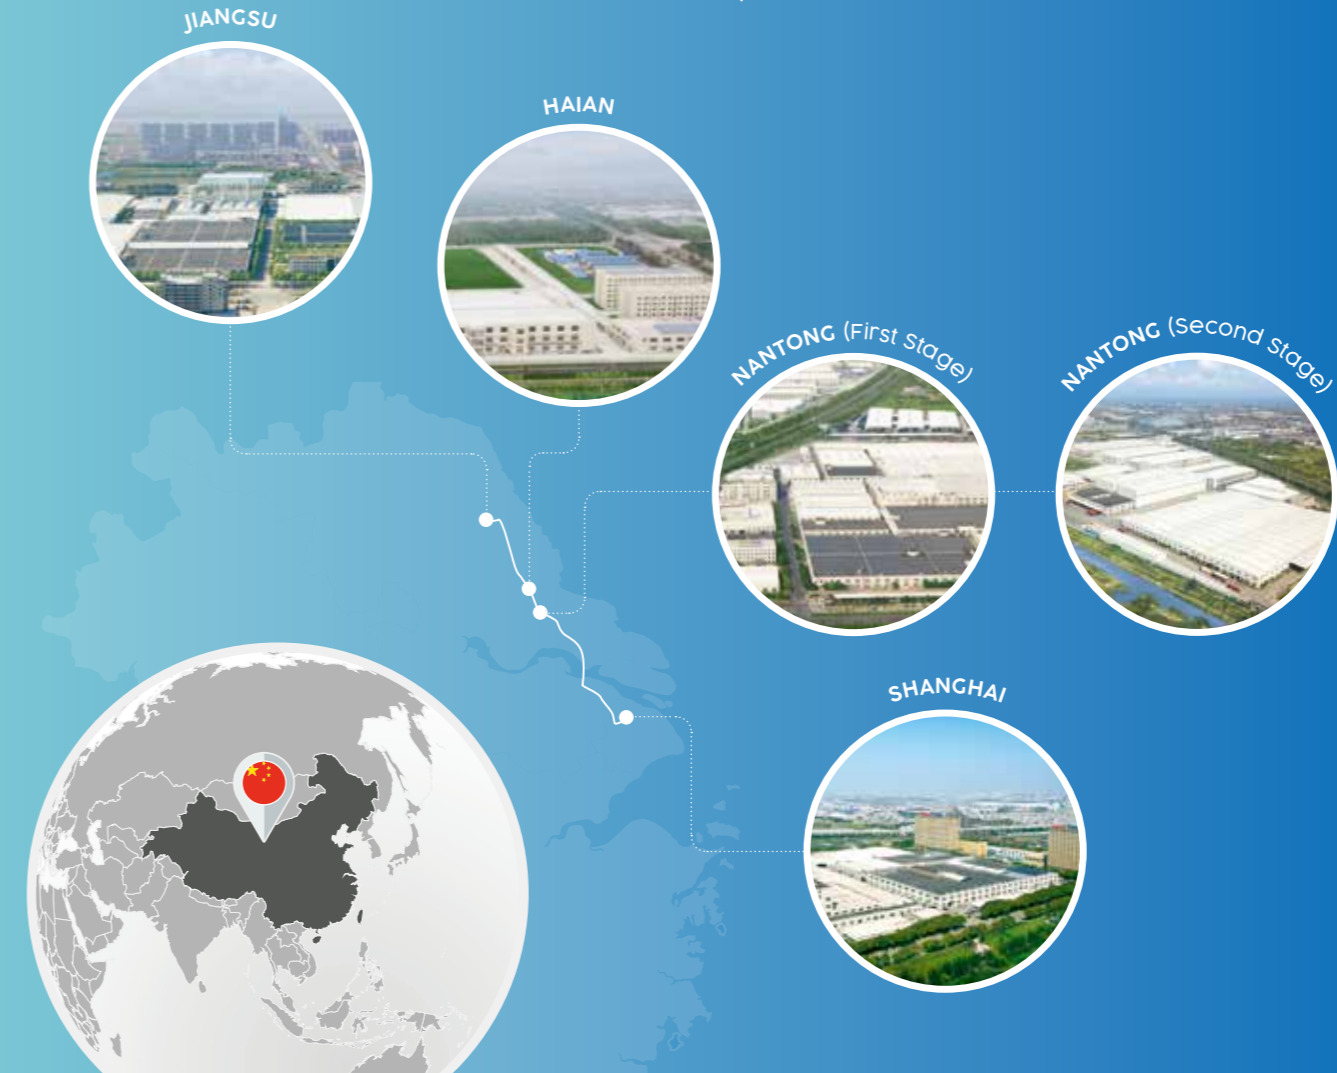 JIANGSU
HAIAN
NANTONG (First Stage)
NANTONG (Second Stage)
SHANGHAI